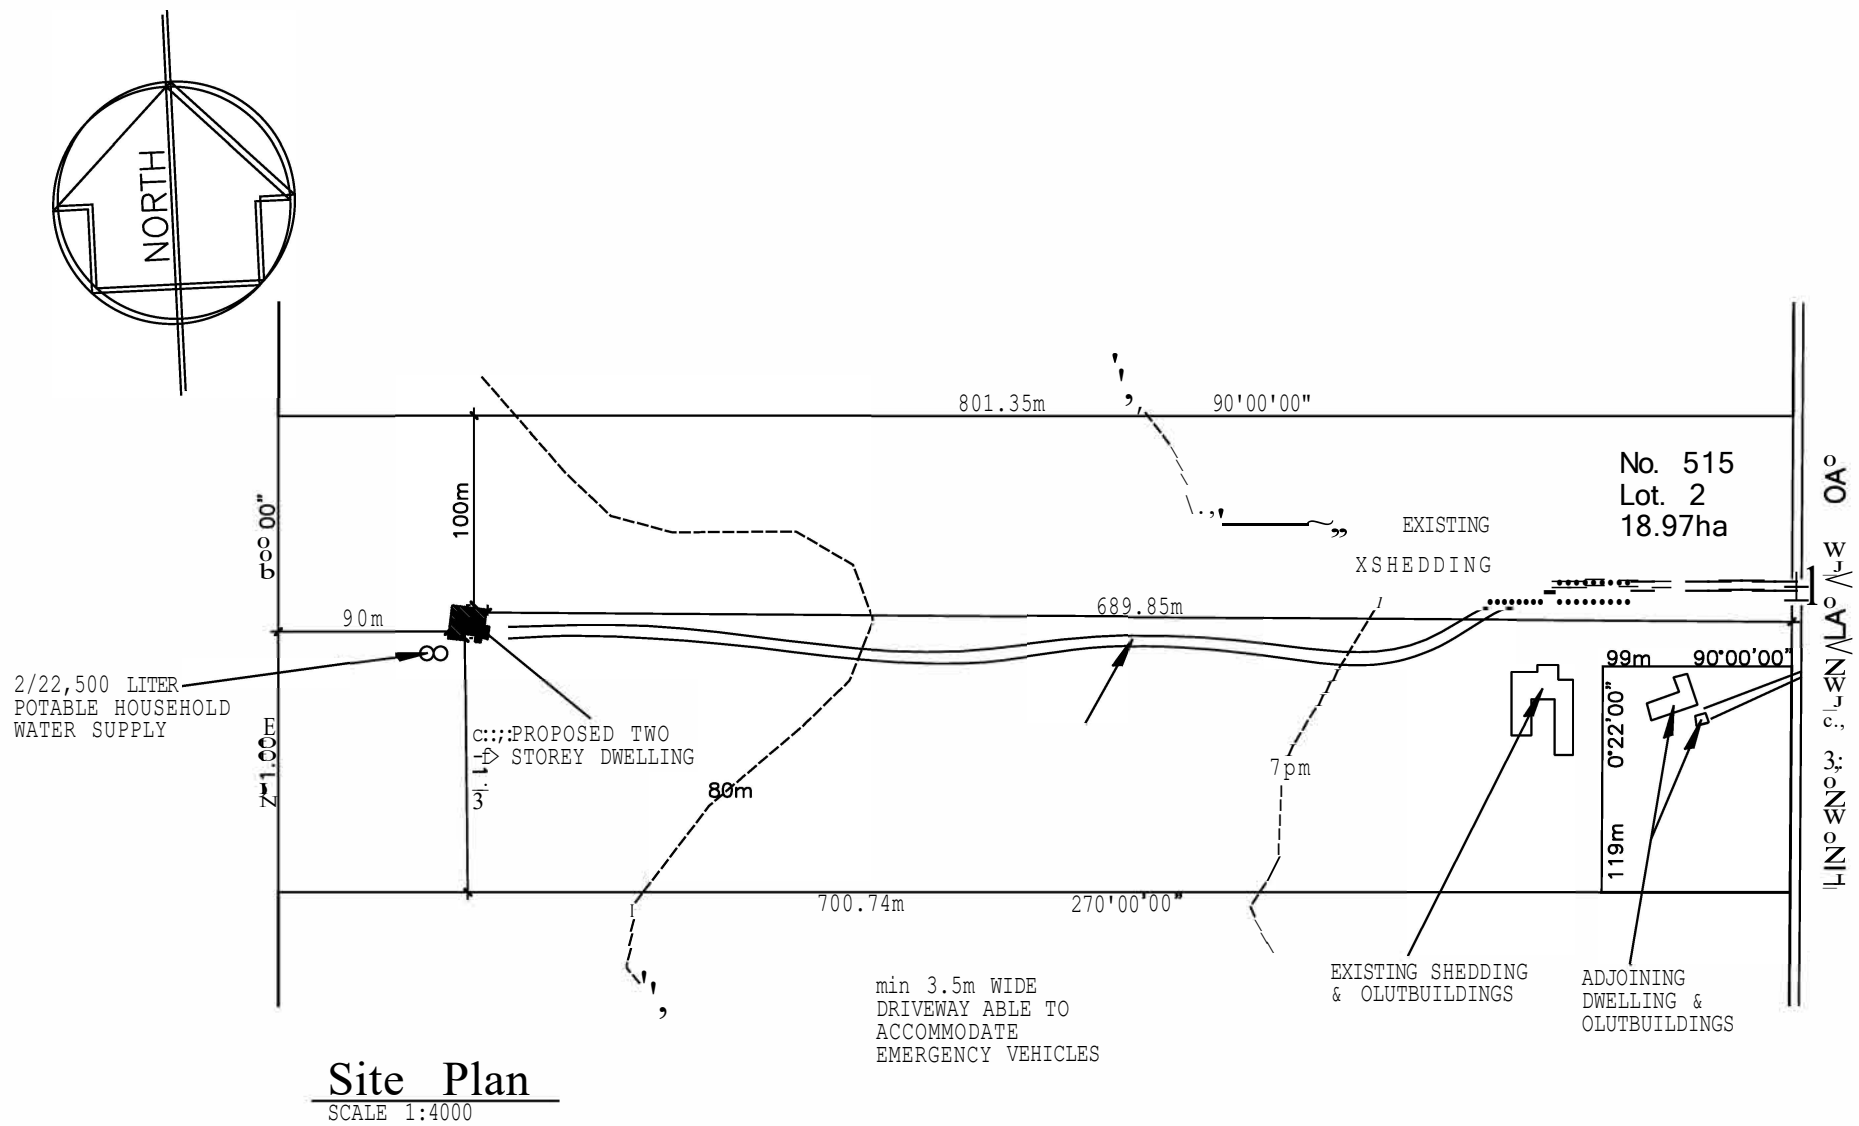 NORTH
801.35m 90'00'00"
No. 515
Lot. 2
18.97ha
100m
EXISTING
XSHEDDING
90m
689.85m
99m 90°00'00"
0°22'00"
119m
2/22,500 LITER
POTABLE HOUSEHOLD
WATER SUPPLY
PROPOSED TWO
STOREY DWELLING
80m
7pm
700.74m 270'00'00"
min 3.5m WIDE
DRIVEWAY ABLE TO
ACCOMMODATE
EMERGENCY VEHICLES
EXISTING SHEDDING
& OLUTBUILDINGS
ADJOINING
DWELLING &
OLUTBUILDINGS
Site Plan
SCALE 1:4000